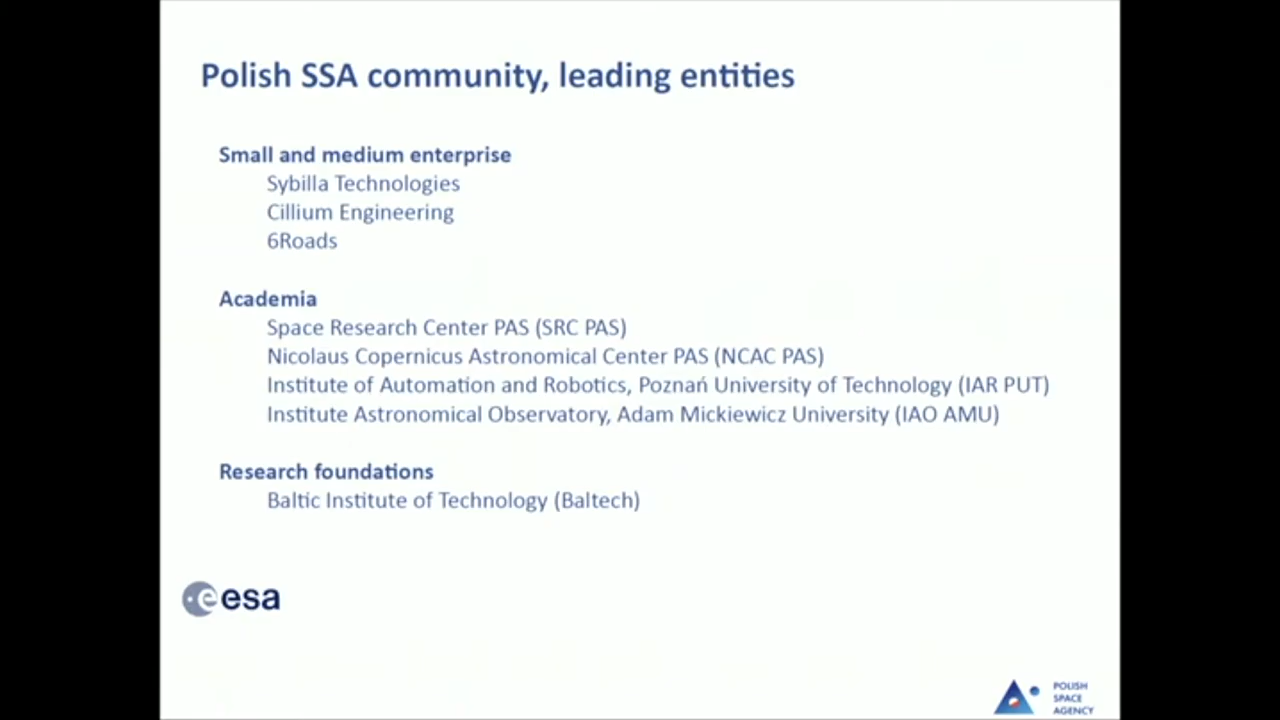 Polish SSA community, leading entities
Small and medium enterprise
Sybilla Technologies
Cillium Engineering
6Roads
Academia
Space Research Center PAS (SRC PAS)
Nicolaus Copernicus Astronomical Center PAS (NCAC PAS)
Institute of Automation and Robotics, Poznań University of Technology (IAR PUT)
Institute Astronomical Observatory, Adam Mickiewicz University (IAO AMU)
Research foundations
Baltic Institute of Technology (Baltech)
esa
POLISH
SPACE
AGENCY